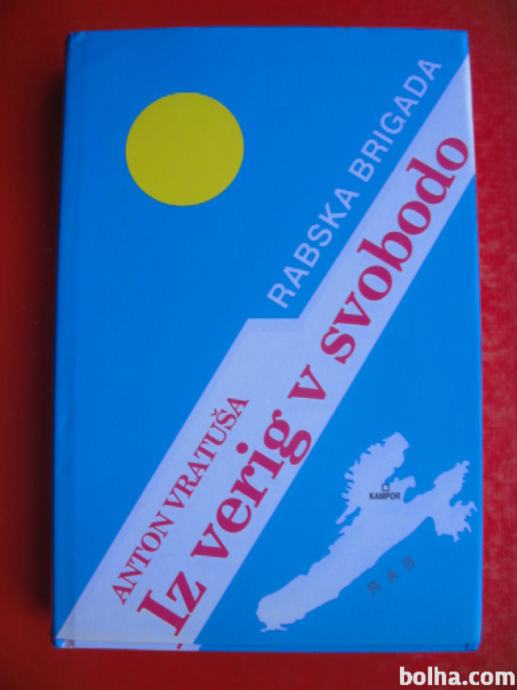 RABSKA BRIGADA
ANTON VRATUŠA
Iz verig v svobodo
KAMPOR
RAB
bolha.com